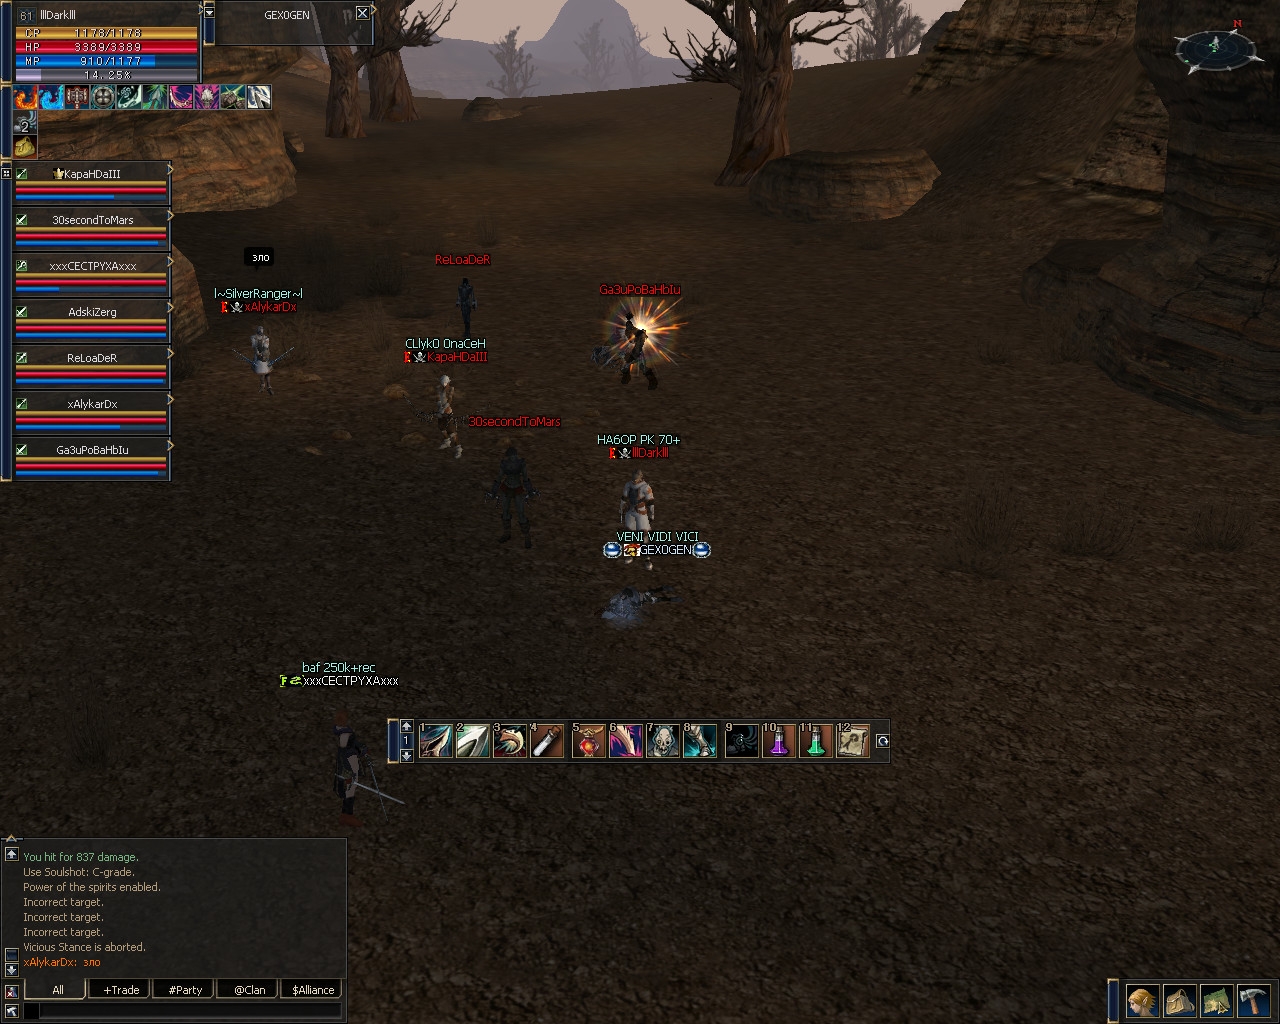 61 lllDarklll
CP 1178/1178
HP 3389/3389
MP 910/1177
14.25%
GEXOGEN
N
2
KapaHDaIII
30secondToMars
xxxCECTPYXAxxx
AdskiZerg
ReLoaDeR
xAlykarDx
Ga3uPoBaHbIu
зло
l~SilverRanger~l
xAlykarDx
ReLoaDeR
Ga3uPoBaHbIu
CLlykO OnaCeH
KapaHDaIII
30secondToMars
HA6OP PK 70+
lllDarklll
VENI VIDI VICI
GEXOGEN
baf 250k+rec
xxxCECTPYXAxxx
1
1 2 3 4 5 6 7 8 9 10 11 12
You hit for 837 damage.
Use Soulshot: C-grade.
Power of the spirits enabled.
Incorrect target.
Incorrect target.
Incorrect target.
Vicious Stance is aborted.
xAlykarDx: зло
All +Trade #Party @Clan $Alliance